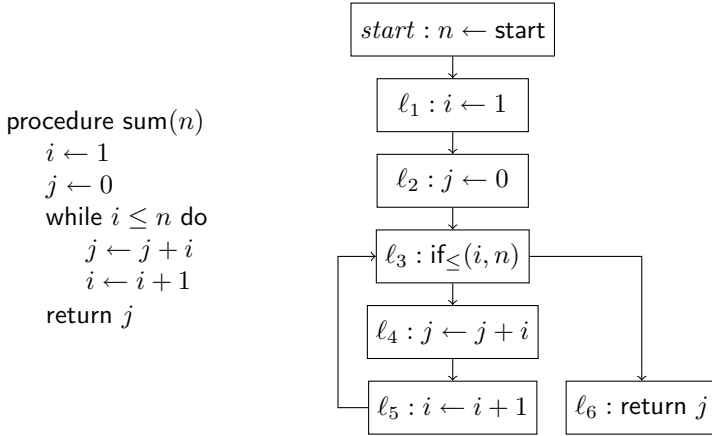 procedure sum(n)
i ← 1
j ← 0
while i ≤ n do
j ← j + i
i ← i + 1
return j
start : n ← start
ℓ₁ : i ← 1
ℓ₂ : j ← 0
ℓ₃ : if≤(i, n)
ℓ₄ : j ← j + i
ℓ₅ : i ← i + 1
ℓ₆ : return j